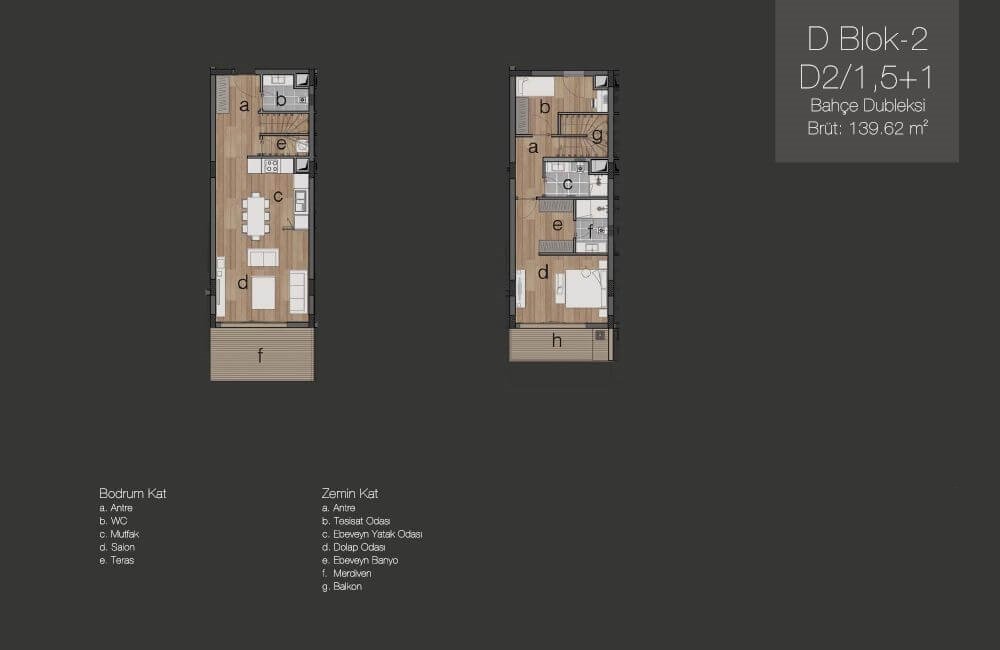 D Blok-2
D2/1,5+1
Bahçe Dubleksi
Brüt: 139.62 m²
a
b
e
c
d
f
b
g
a
c
e
f
d
h
Bodrum Kat
a. Antre
b. WC
c. Mutfak
d. Salon
e. Teras
Zemin Kat
a. Antre
b. Tesisat Odası
c. Ebeveyn Yatak Odası
d. Dolap Odası
e. Ebeveyn Banyo
f. Merdiven
g. Balkon